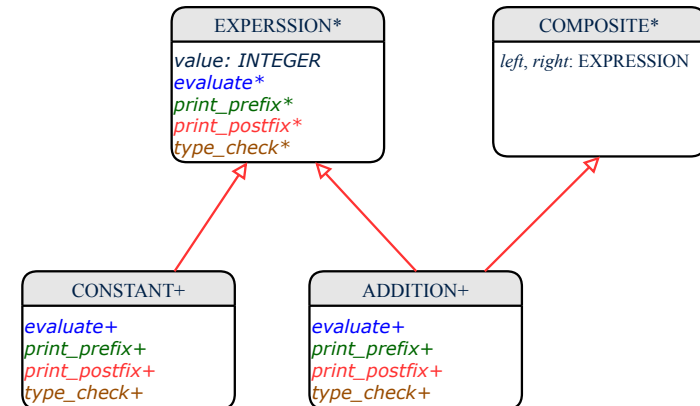 EXPERSSION*
value: INTEGER
evaluate*
print_prefix*
print_postfix*
type_check*
COMPOSITE*
left, right: EXPRESSION
CONSTANT+
evaluate+
print_prefix+
print_postfix+
type_check+
ADDITION+
evaluate+
print_prefix+
print_postfix+
type_check+